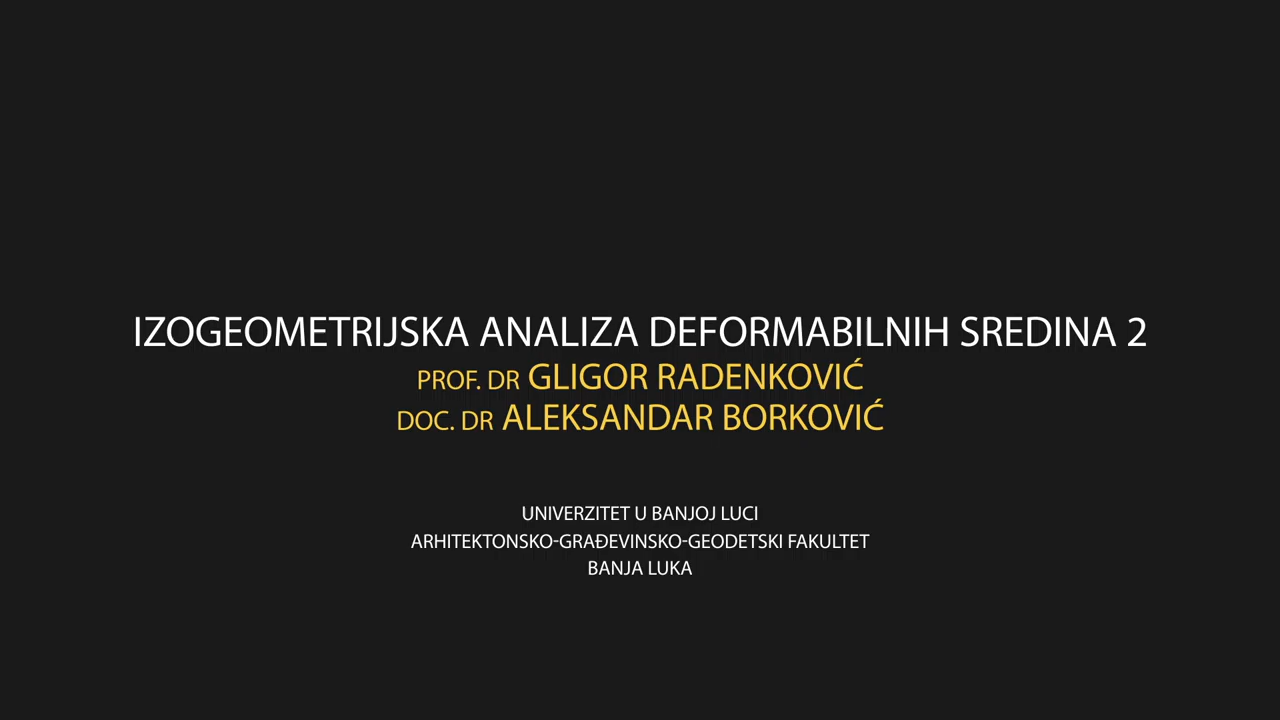 IZOGEOMETRIJSKA ANALIZA DEFORMABILNIH SREDINA 2
PROF. DR GLIGOR RADENKOVIĆ
DOC. DR ALEKSANDAR BORKOVIĆ
UNIVERZITET U BANJOJ LUCI
ARHITEKTONSKO-GRAĐEVINSKO-GEODETSKI FAKULTET
BANJA LUKA